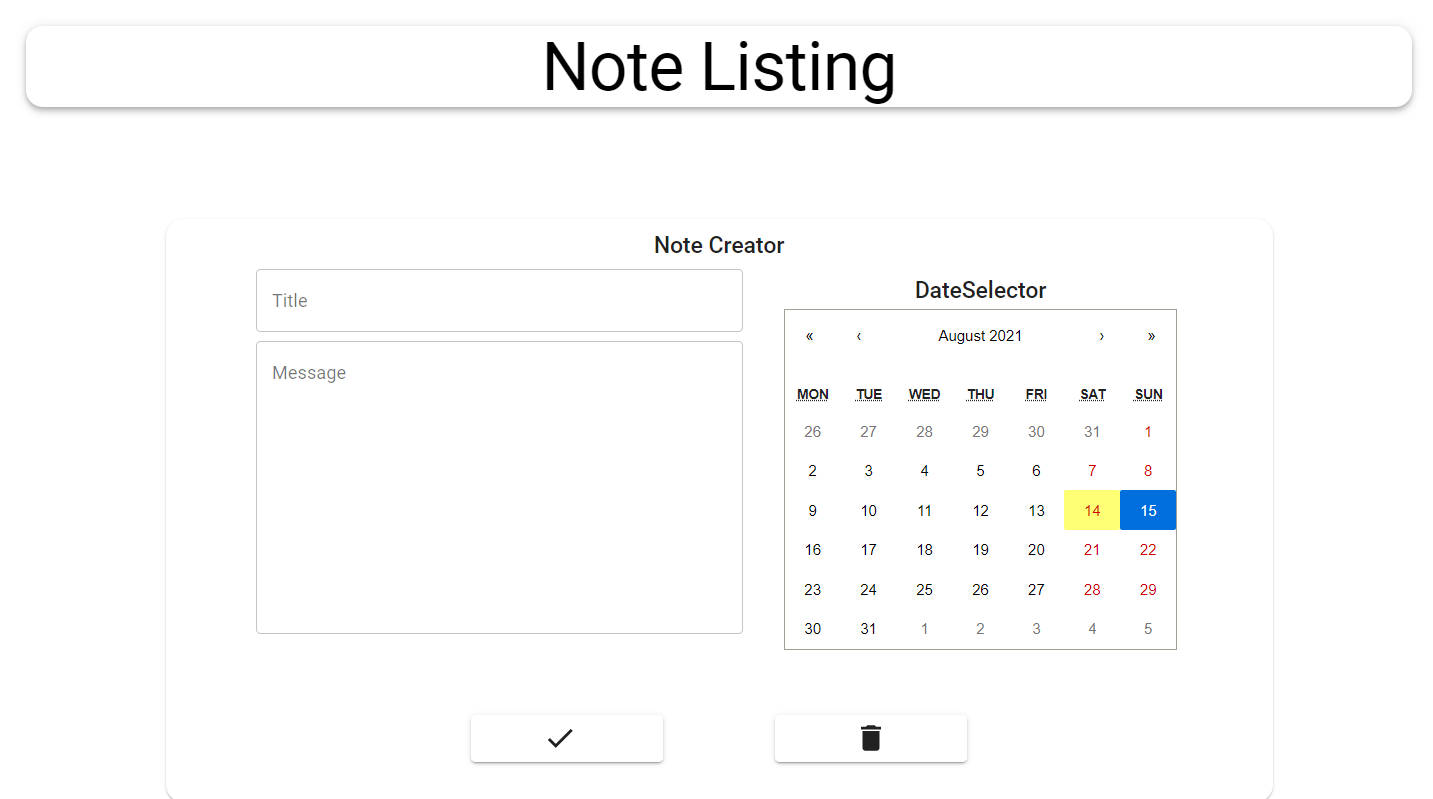 Note Listing
Note Creator
Title
Message
DateSelector
« ‹ August 2021 › »
MON TUE WED THU FRI SAT SUN
26 27 28 29 30 31 1
2 3 4 5 6 7 8
9 10 11 12 13 14 15
16 17 18 19 20 21 22
23 24 25 26 27 28 29
30 31 1 2 3 4 5